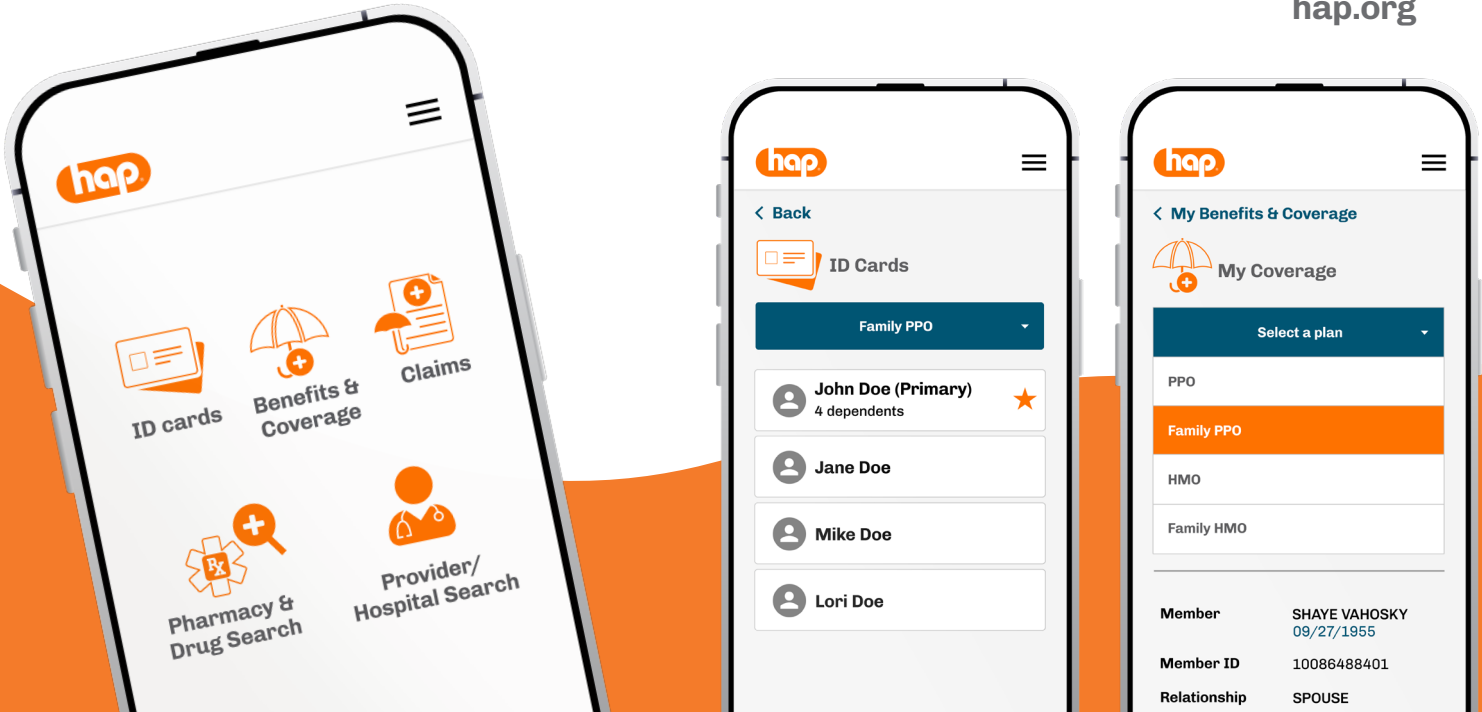 hap.org
hap
ID cards
Benefits &
Coverage
Claims
Rx
Pharmacy &
Drug Search
Provider/
Hospital Search
hap
Back
ID Cards
Family PPO
John Doe (Primary)
4 dependents
Jane Doe
Mike Doe
Lori Doe
hap
My Benefits & Coverage
My Coverage
Select a plan
PPO
Family PPO
HMO
Family HMO
Member SHAYE VAHOSKY
09/27/1955
Member ID 10086488401
Relationship SPOUSE